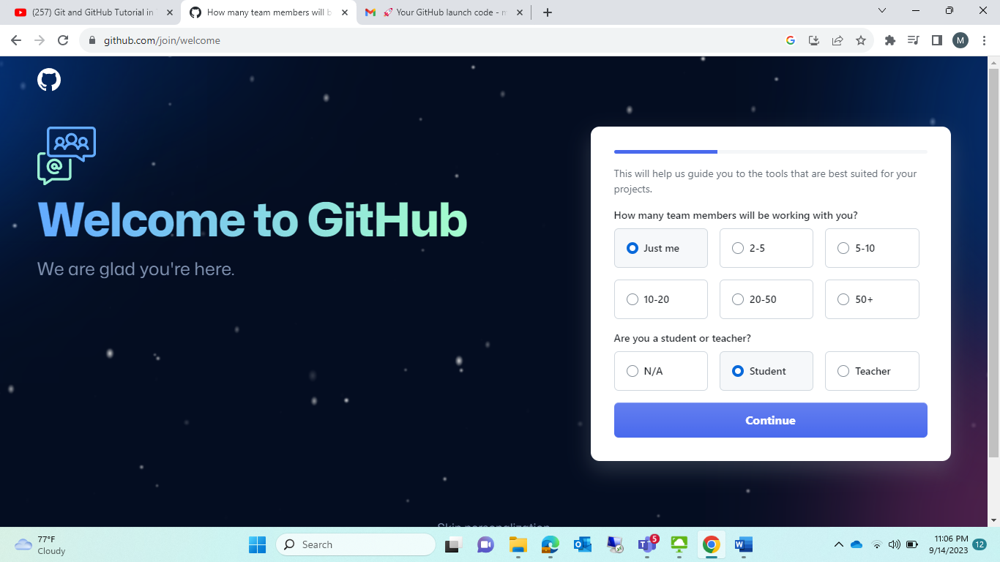 (257) Git and GitHub Tutorial in
How many team members will b
🚀 Your GitHub launch code - m
github.com/join/welcome
M
Welcome to GitHub
We are glad you're here.
This will help us guide you to the tools that are best suited for your
projects.
How many team members will be working with you?
Just me
2-5
5-10
10-20
20-50
50+
Are you a student or teacher?
N/A
Student
Teacher
Continue
Skip personalization
77°F
Cloudy
Search
5
11:06 PM
9/14/2023
12